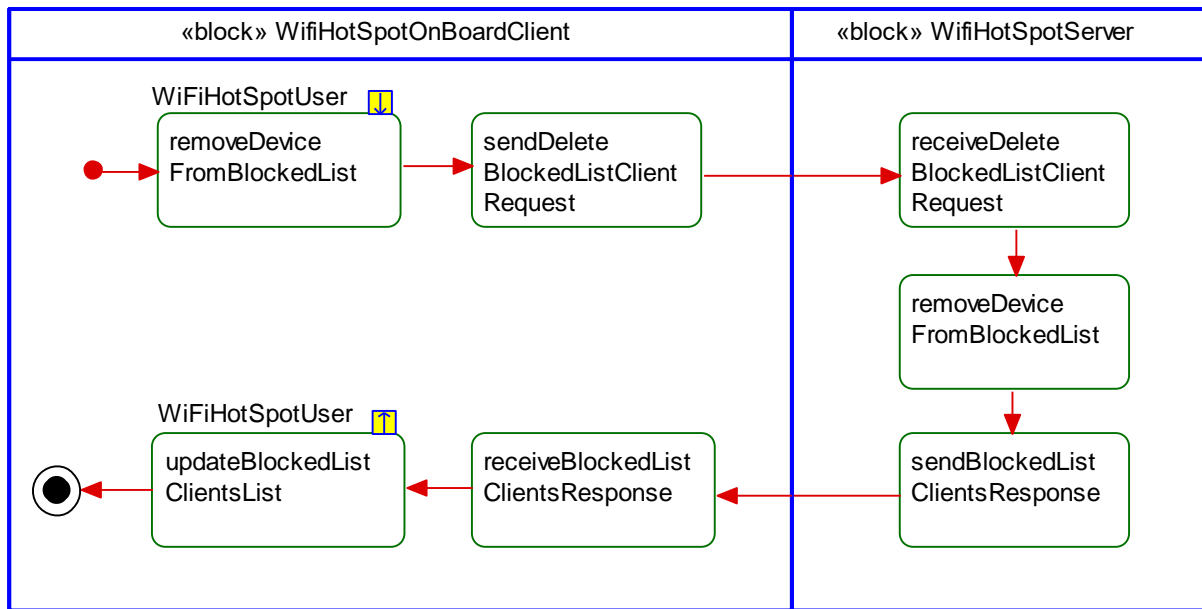 «block» WifiHotSpotOnBoardClient
«block» WifiHotSpotServer
WiFiHotSpotUser
removeDevice
FromBlockedList
sendDelete
BlockedListClient
Request
receiveDelete
BlockedListClient
Request
removeDevice
FromBlockedList
WiFiHotSpotUser
updateBlockedList
ClientsList
receiveBlockedList
ClientsResponse
sendBlockedList
ClientsResponse